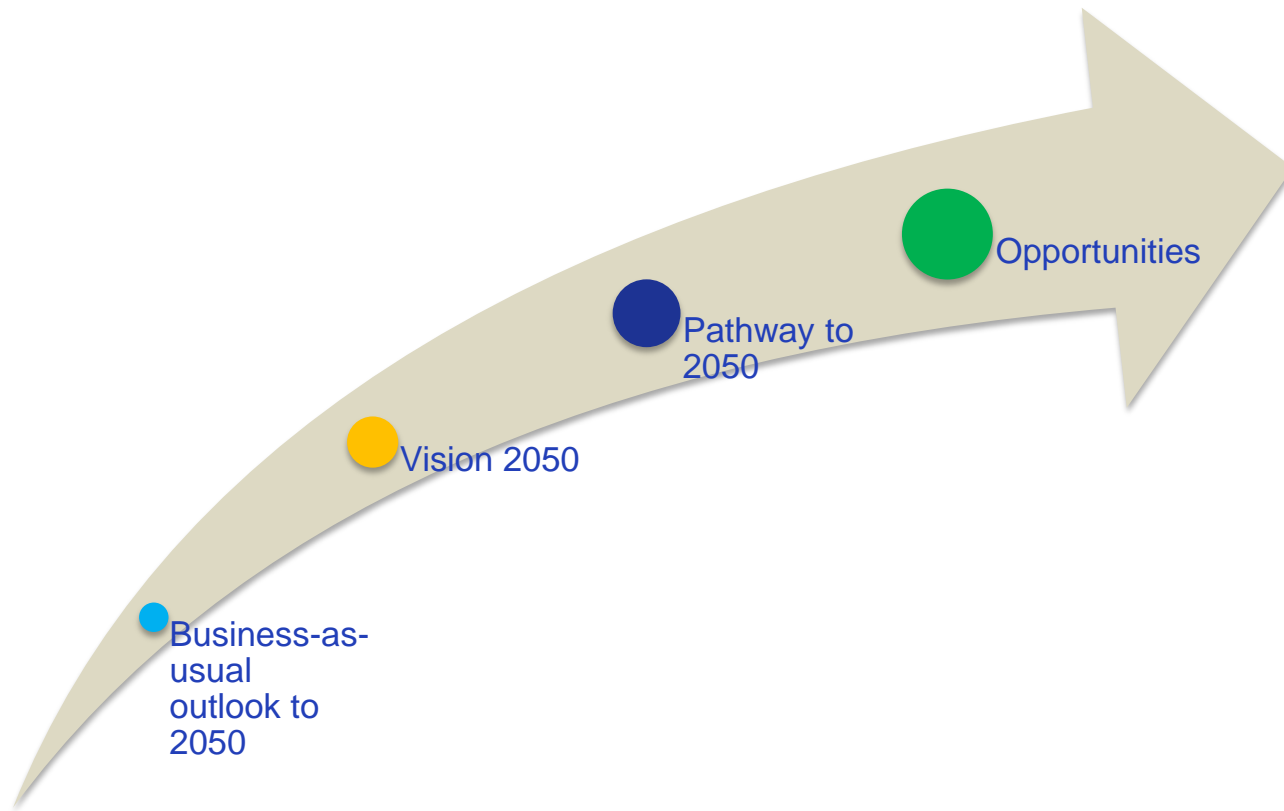 Opportunities
Pathway to
2050
Vision 2050
Business-as-
usual
outlook to
2050